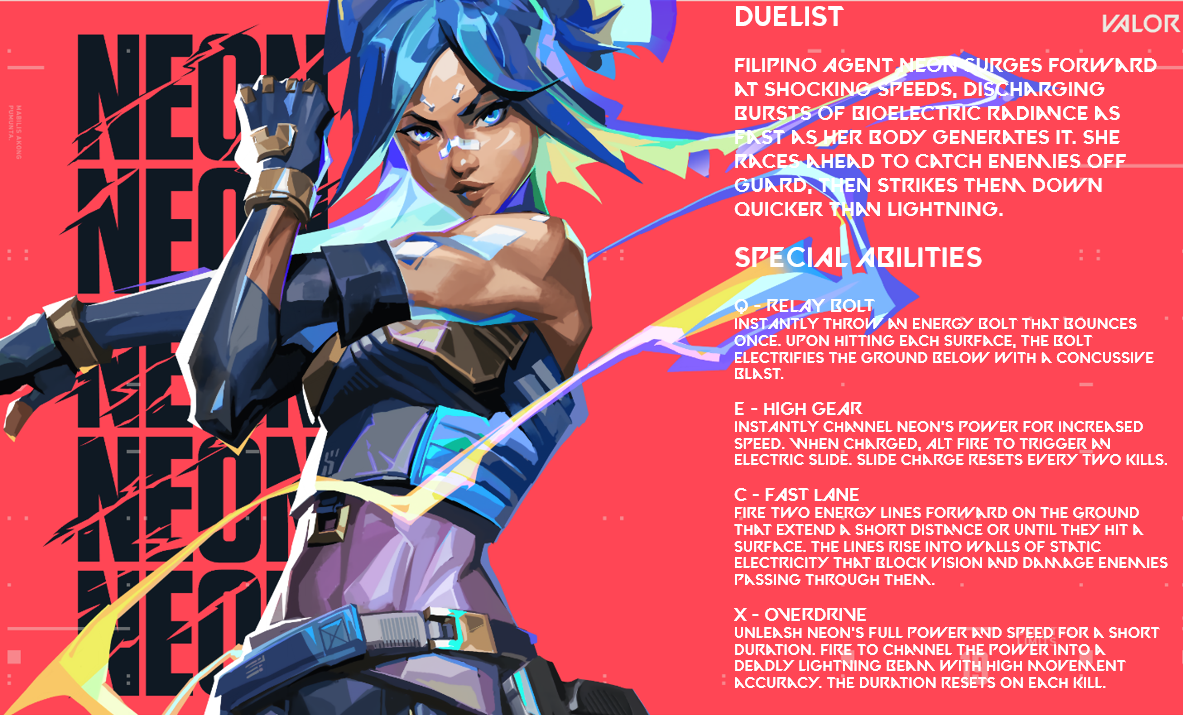 NEON
NEON
NEON
NEON
NEON
HABILIS AKONG
PUMUNTA.
VALOR
DUELIST
FILIPINO AGENT NEON SURGES FORWARD
AT SHOCKING SPEEDS, DISCHARGING
BURSTS OF BIOELECTRIC RADIANCE AS
FAST AS HER BODY GENERATES IT. SHE
RACES AHEAD TO CATCH ENEMIES OFF
GUARD, THEN STRIKES THEM DOWN
QUICKER THAN LIGHTNING.
SPECIAL ABILITIES
Q - RELAY BOLT
INSTANTLY THROW AN ENERGY BOLT THAT BOUNCES
ONCE. UPON HITTING EACH SURFACE, THE BOLT
ELECTRIFIES THE GROUND BELOW WITH A CONCUSSIVE
BLAST.
E - HIGH GEAR
INSTANTLY CHANNEL NEON'S POWER FOR INCREASED
SPEED. WHEN CHARGED, ALT FIRE TO TRIGGER AN
ELECTRIC SLIDE. SLIDE CHARGE RESETS EVERY TWO KILLS.
C - FAST LANE
FIRE TWO ENERGY LINES FORWARD ON THE GROUND
THAT EXTEND A SHORT DISTANCE OR UNTIL THEY HIT A
SURFACE. THE LINES RISE INTO WALLS OF STATIC
ELECTRICITY THAT BLOCK VISION AND DAMAGE ENEMIES
PASSING THROUGH THEM.
X - OVERDRIVE
UNLEASH NEON'S FULL POWER AND SPEED FOR A SHORT
DURATION. FIRE TO CHANNEL THE POWER INTO A
DEADLY LIGHTNING BEAM WITH HIGH MOVEMENT
ACCURACY. THE DURATION RESETS ON EACH KILL.